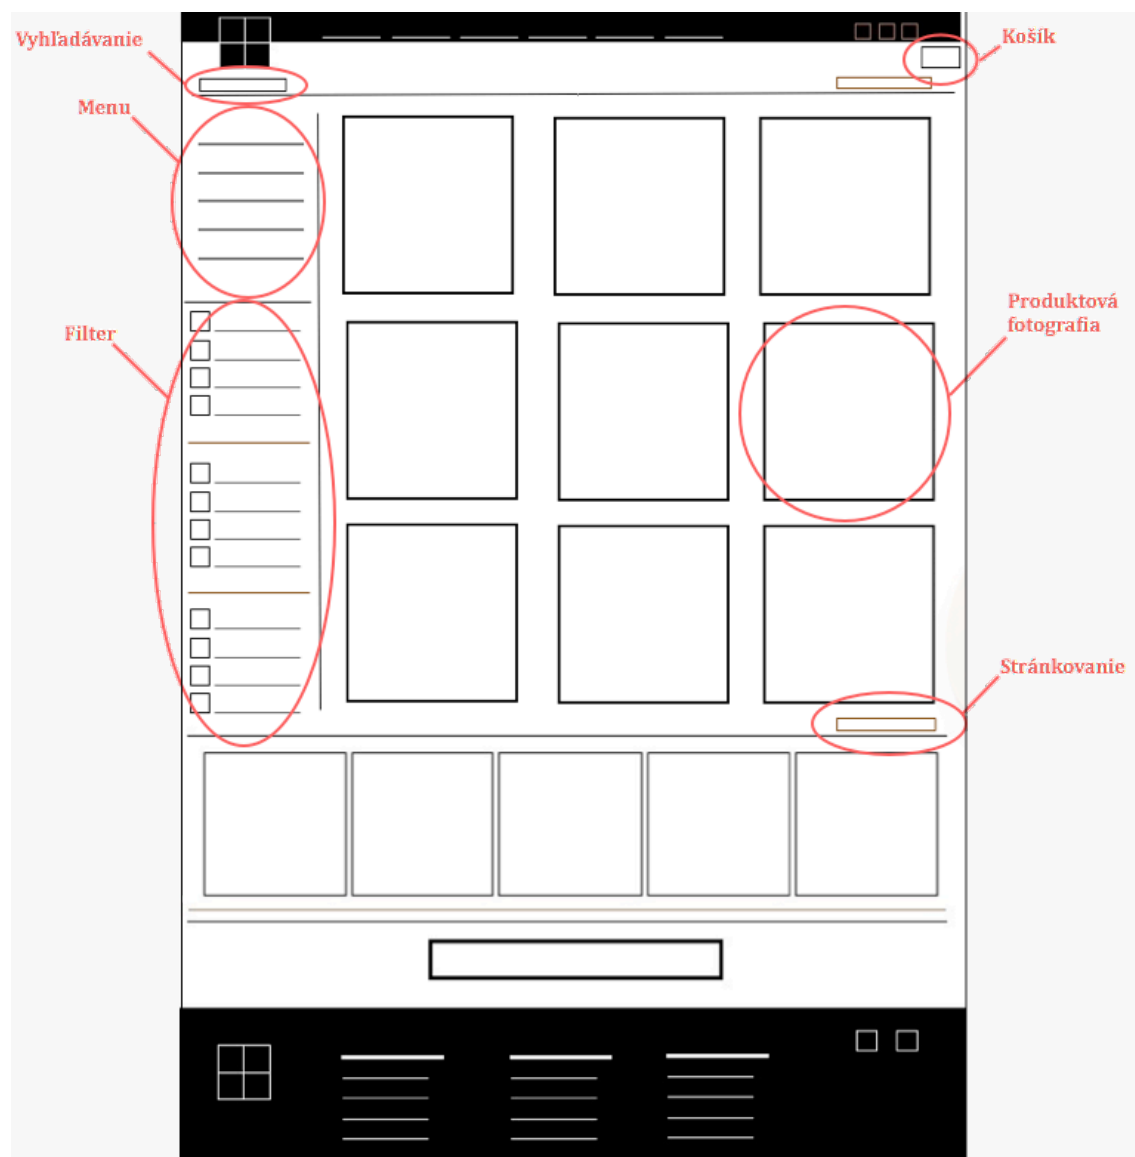 Vyhľadávanie
Košík
Menu
Produktová
fotografia
Filter
Stránkovanie